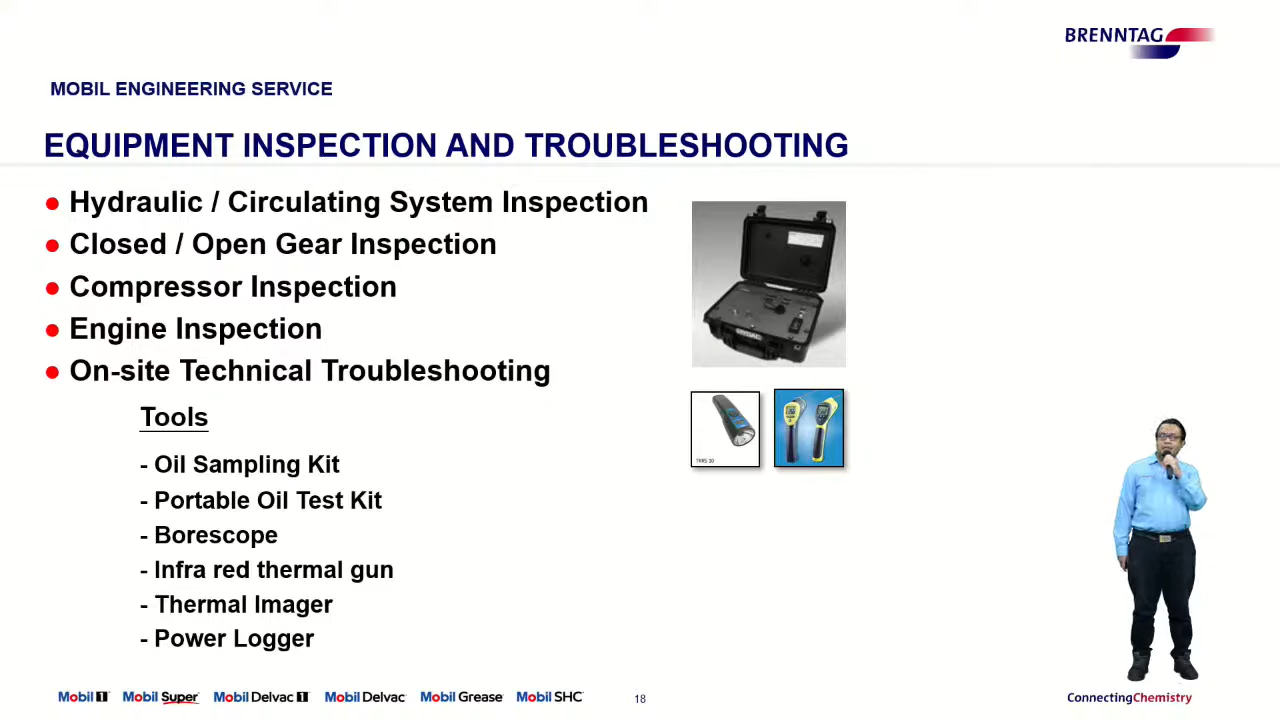 BRENNTAG
MOBIL ENGINEERING SERVICE
EQUIPMENT INSPECTION AND TROUBLESHOOTING
● Hydraulic / Circulating System Inspection
● Closed / Open Gear Inspection
● Compressor Inspection
● Engine Inspection
● On-site Technical Troubleshooting
Tools
- Oil Sampling Kit
- Portable Oil Test Kit
- Borescope
- Infra red thermal gun
- Thermal Imager
- Power Logger
Mobil 1 Mobil Super Mobil Delvac 1 Mobil Delvac Mobil Grease Mobil SHC
18
ConnectingChemistry